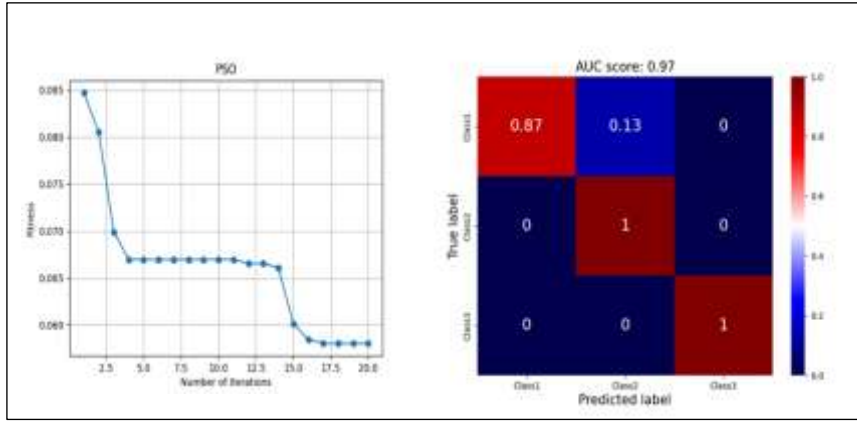 PSO
0.085
0.080
0.075
0.070
0.065
0.060
Fitness
2.5 5.0 7.5 10.0 12.5 15.0 17.5 20.0
Number of Iterations
AUC score: 0.97
Class1 0.87 0.13 0
Class2 0 1 0
Class3 0 0 1
True label
Class1 Class2 Class3
Predicted label
1.0
0.8
0.6
0.4
0.2
0.0